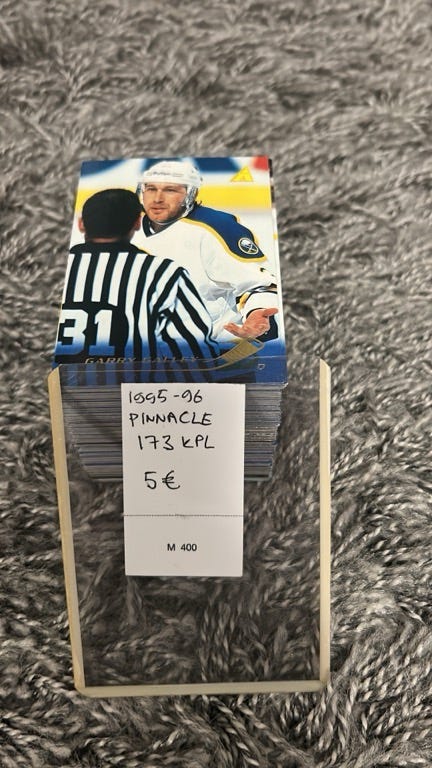 31
GARRY GALLEY
1995-96
PINNACLE
173 KPL
5€
M 400